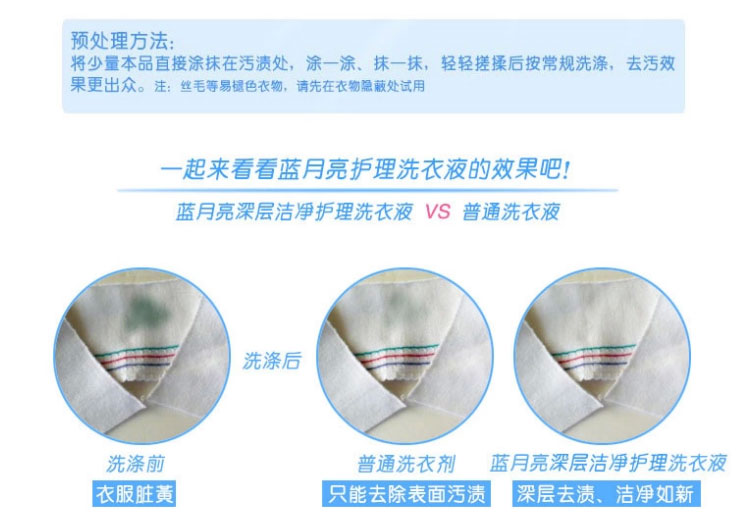 预处理方法:
将少量本品直接涂抹在污渍处，涂一涂、抹一抹，轻轻搓揉后按常规洗涤，去污效
果更出众。注：丝毛等易褪色衣物，请先在衣物隐蔽处试用
一起来看看蓝月亮护理洗衣液的效果吧!
蓝月亮深层洁净护理洗衣液 VS 普通洗衣液
洗涤后
洗涤前
普通洗衣剂
蓝月亮深层洁净护理洗衣液
衣服脏黃
只能去除表面污渍
深层去渍、洁净如新